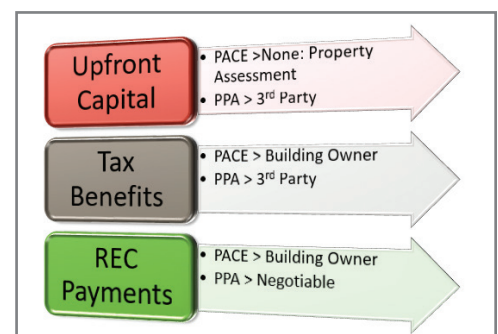 Upfront
Capital
• PACE >None: Property
Assessment
• PPA > 3rd Party
Tax
Benefits
• PACE > Building Owner
• PPA > 3rd Party
REC
Payments
• PACE > Building Owner
• PPA > Negotiable